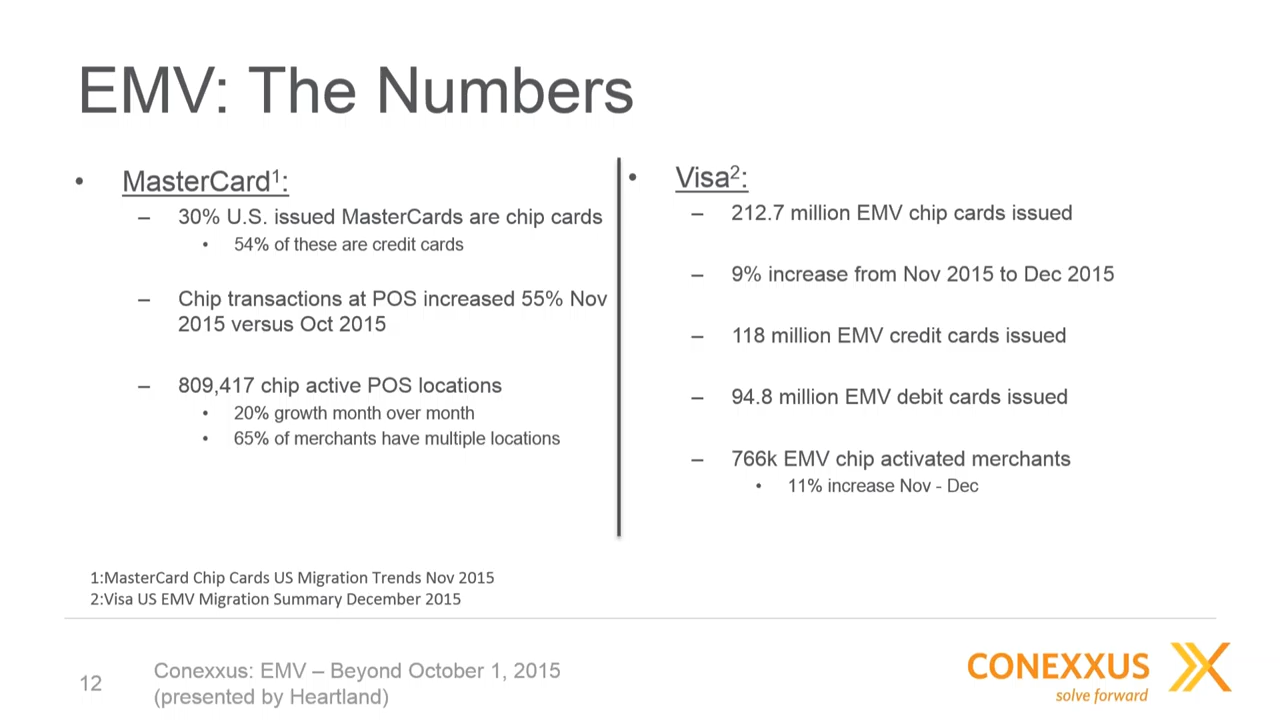 EMV: The Numbers
• MasterCard1:
– 30% U.S. issued MasterCards are chip cards
• 54% of these are credit cards
– Chip transactions at POS increased 55% Nov
2015 versus Oct 2015
– 809,417 chip active POS locations
• 20% growth month over month
• 65% of merchants have multiple locations
• Visa2:
– 212.7 million EMV chip cards issued
– 9% increase from Nov 2015 to Dec 2015
– 118 million EMV credit cards issued
– 94.8 million EMV debit cards issued
– 766k EMV chip activated merchants
• 11% increase Nov - Dec
1:MasterCard Chip Cards US Migration Trends Nov 2015
2:Visa US EMV Migration Summary December 2015
12
Conexxus: EMV – Beyond October 1, 2015
(presented by Heartland)
CONEXXUS
solve forward